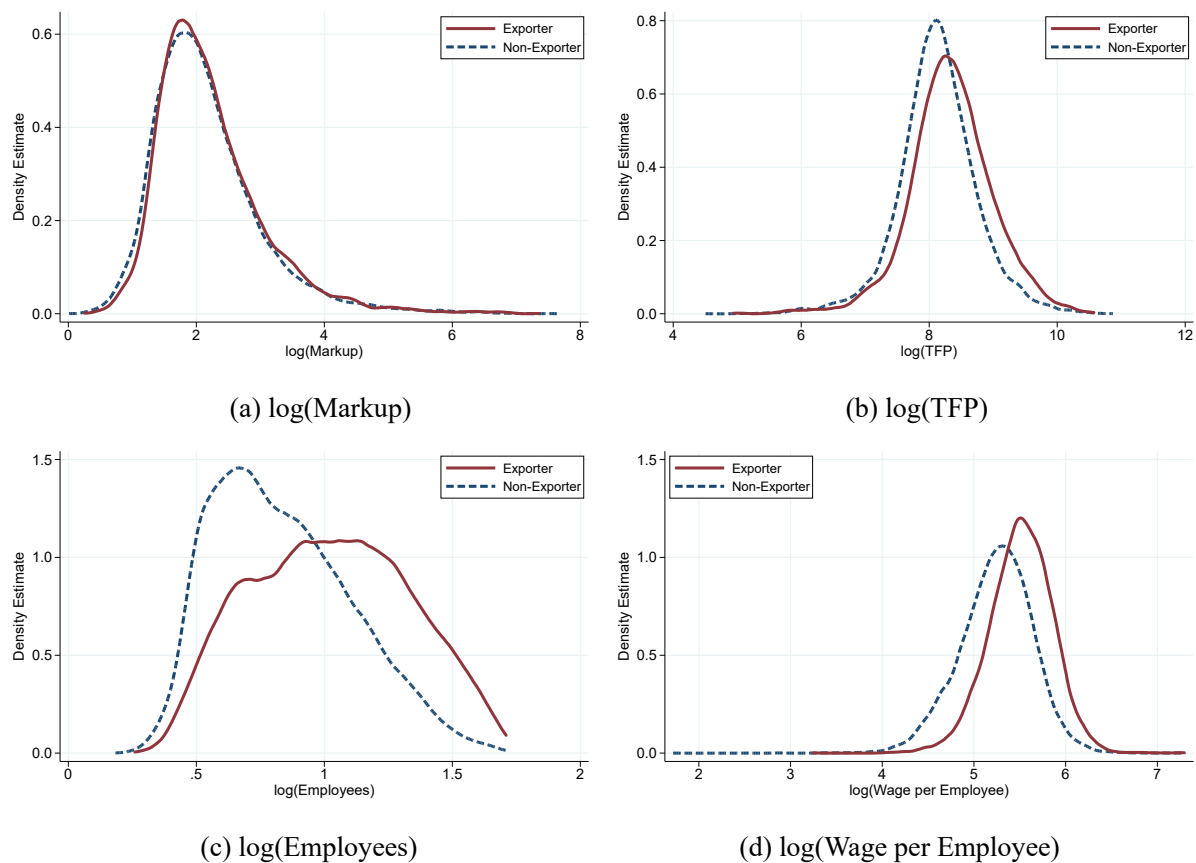 Exporter
Non-Exporter
Density Estimate
0.6
0.4
0.2
0.0
0 2 4 6 8
log(Markup)
(a) log(Markup)
Exporter
Non-Exporter
Density Estimate
0.8
0.6
0.4
0.2
0.0
4 6 8 10 12
log(TFP)
(b) log(TFP)
Exporter
Non-Exporter
Density Estimate
1.5
1.0
0.5
0.0
0 .5 1 1.5 2
log(Employees)
(c) log(Employees)
Exporter
Non-Exporter
Density Estimate
1.5
1.0
0.5
0.0
2 3 4 5 6 7
log(Wage per Employee)
(d) log(Wage per Employee)